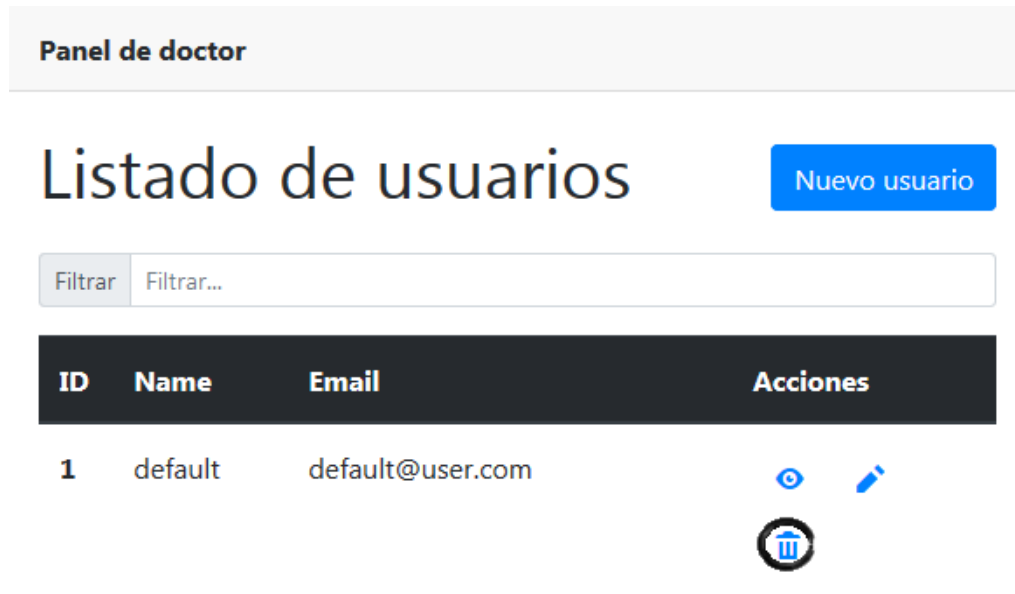 Panel de doctor
Listado de usuarios
Nuevo usuario
Filtrar Filtrar...
ID Name Email Acciones
1 default default@user.com